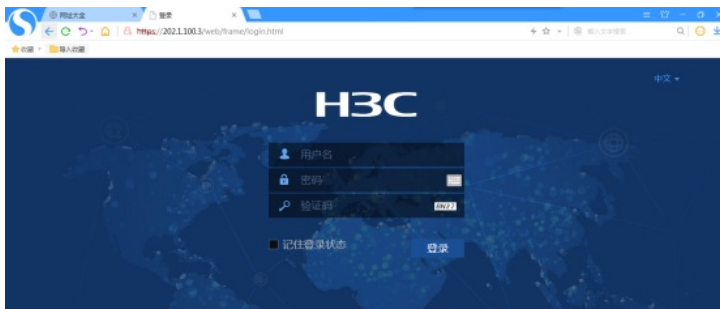 网址大全
登录
https://202.1.100.3/web/frame/login.html
收藏
导入收藏
中文
H3C
用户名
密码
验证码
记住登录状态
登录